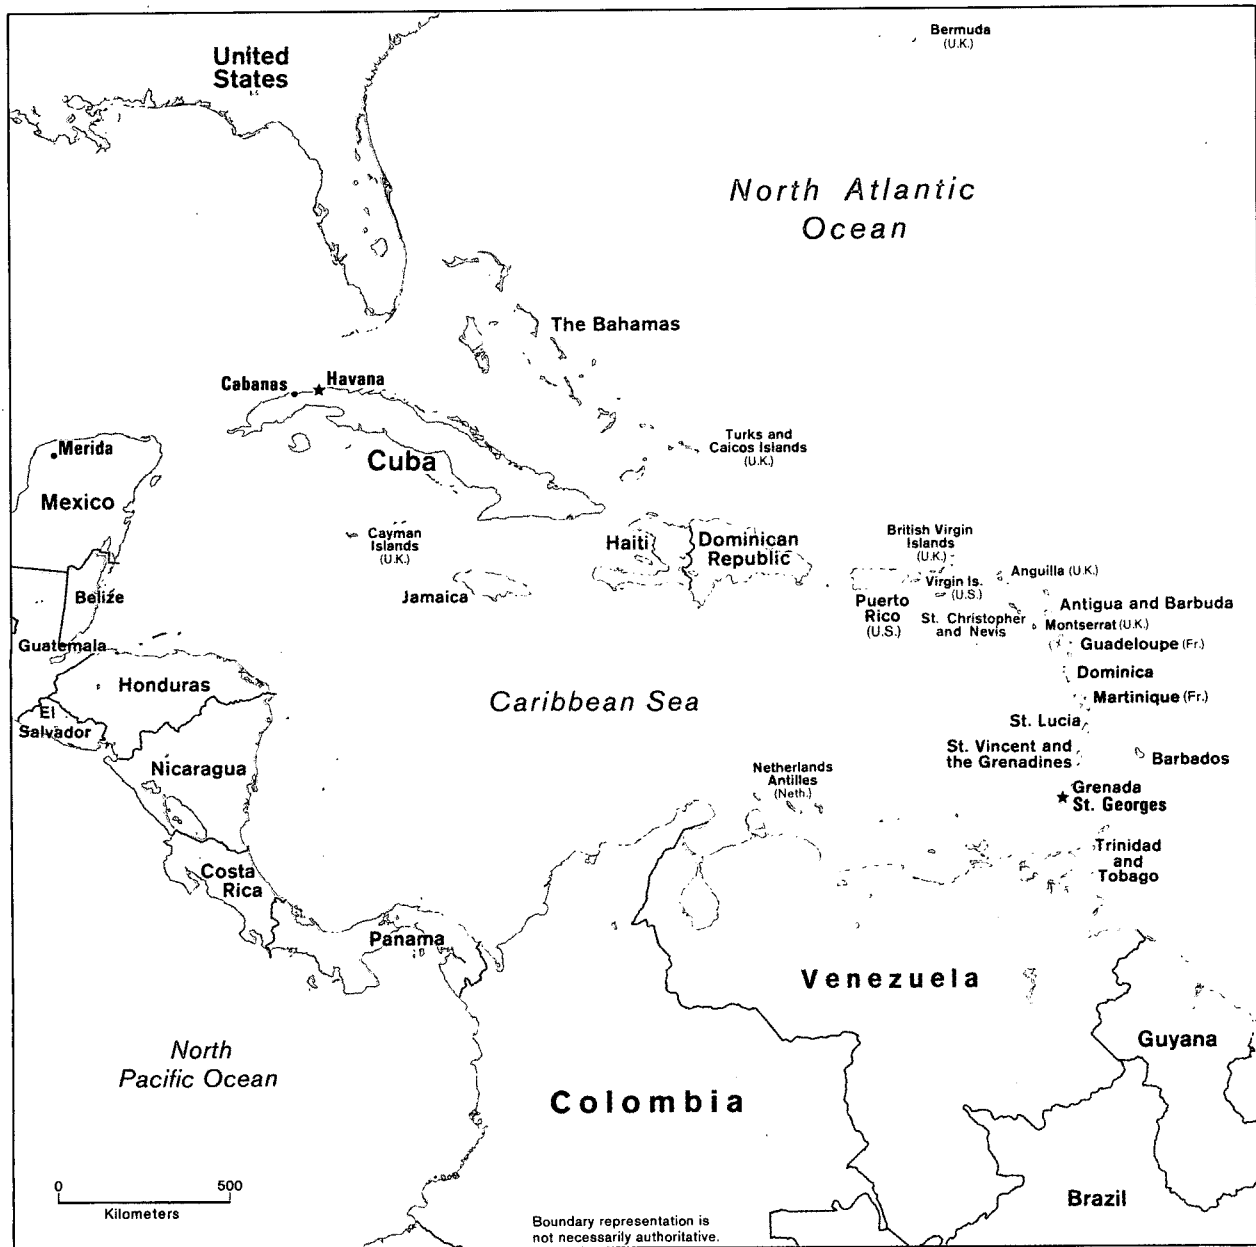 Bermuda
(U.K.)
United
States
North Atlantic
Ocean
The Bahamas
Cabanas
Havana
Turks and
Caicos Islands
(U.K.)
Merida
Cuba
Mexico
Cayman
Islands
(U.K.)
Haiti
Dominican
Republic
British Virgin
Islands
(U.K.)
Virgin Is.
(U.S.)
Anguilla (U.K.)
Belize
Jamaica
Puerto
Rico
(U.S.)
St. Christopher
and Nevis
Antigua and Barbuda
Montserrat (U.K.)
Guatemala
Guadeloupe (Fr.)
Dominica
Honduras
Caribbean Sea
Martinique (Fr.)
El
Salvador
St. Lucia
St. Vincent and
the Grenadines
Barbados
Nicaragua
Netherlands
Antilles
(Neth.)
Grenada
St. Georges
Trinidad
and
Tobago
Costa
Rica
Panama
Venezuela
Guyana
North
Pacific Ocean
Colombia
Brazil
0 500
Kilometers
Boundary representation is
not necessarily authoritative.